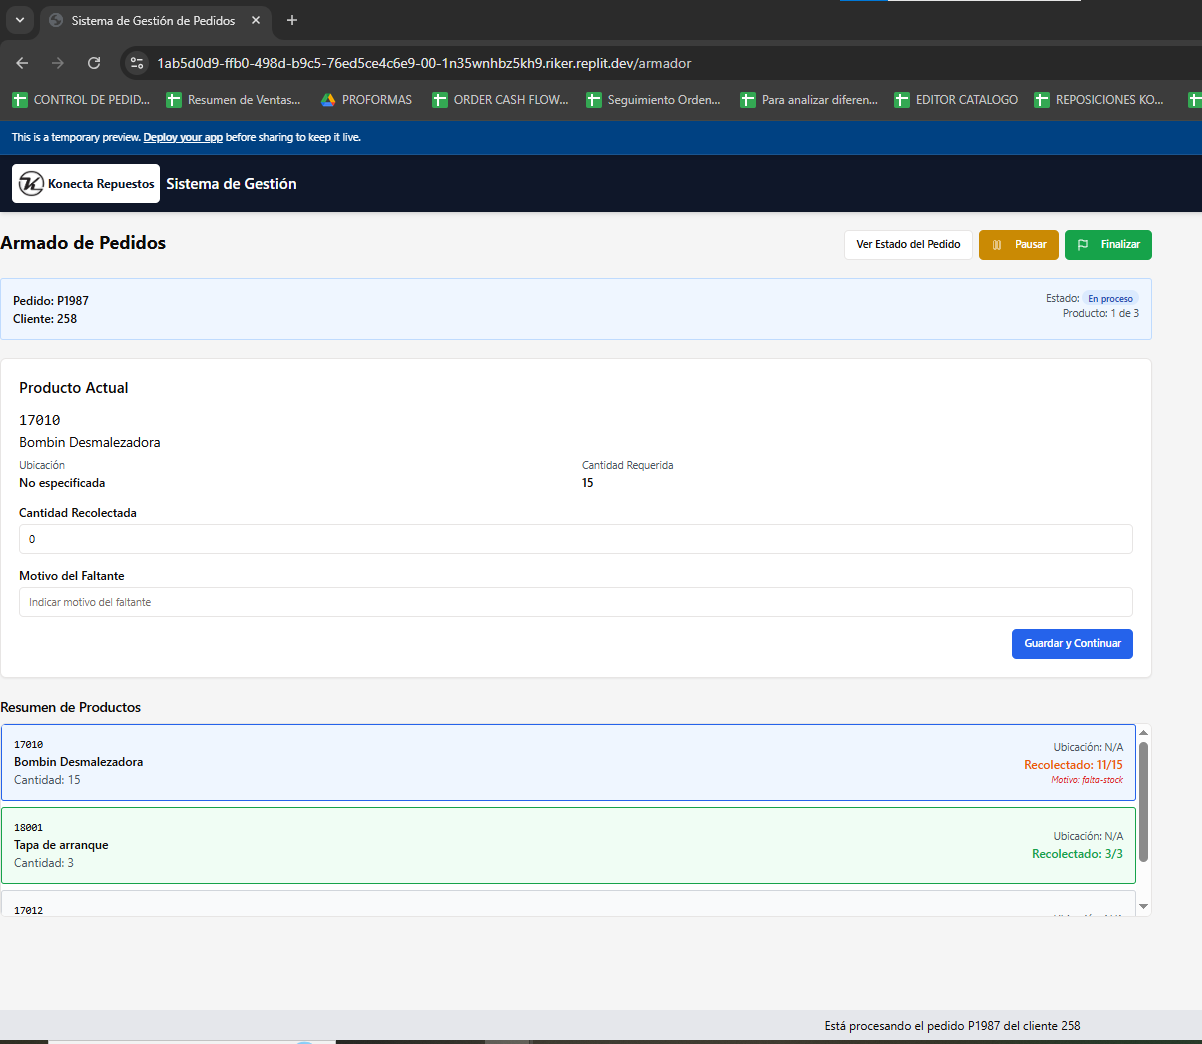 Sistema de Gestión de Pedidos
1ab5d0d9-ffb0-498d-b9c5-76ed5ce4c6e9-00-1n35wnhbz5kh9.riker.replit.dev/armador
CONTROL DE PEDID... Resumen de Ventas... PROFORMAS ORDER CASH FLOW... Seguimiento Orden... Para analizar diferen... EDITOR CATALOGO REPOSICIONES KO...
This is a temporary preview. Deploy your app before sharing to keep it live.
Konecta Repuestos Sistema de Gestión
Armado de Pedidos
Ver Estado del Pedido Pausar Finalizar
Pedido: P1987
Cliente: 258
Estado: En proceso
Producto: 1 de 3
Producto Actual
17010
Bombin Desmalezadora
Ubicación
No especificada
Cantidad Requerida
15
Cantidad Recolectada
0
Motivo del Faltante
Indicar motivo del faltante
Guardar y Continuar
Resumen de Productos
17010
Bombin Desmalezadora
Cantidad: 15
Ubicación: N/A
Recolectado: 11/15
Motivo: falta-stock
18001
Tapa de arranque
Cantidad: 3
Ubicación: N/A
Recolectado: 3/3
17012
Está procesando el pedido P1987 del cliente 258